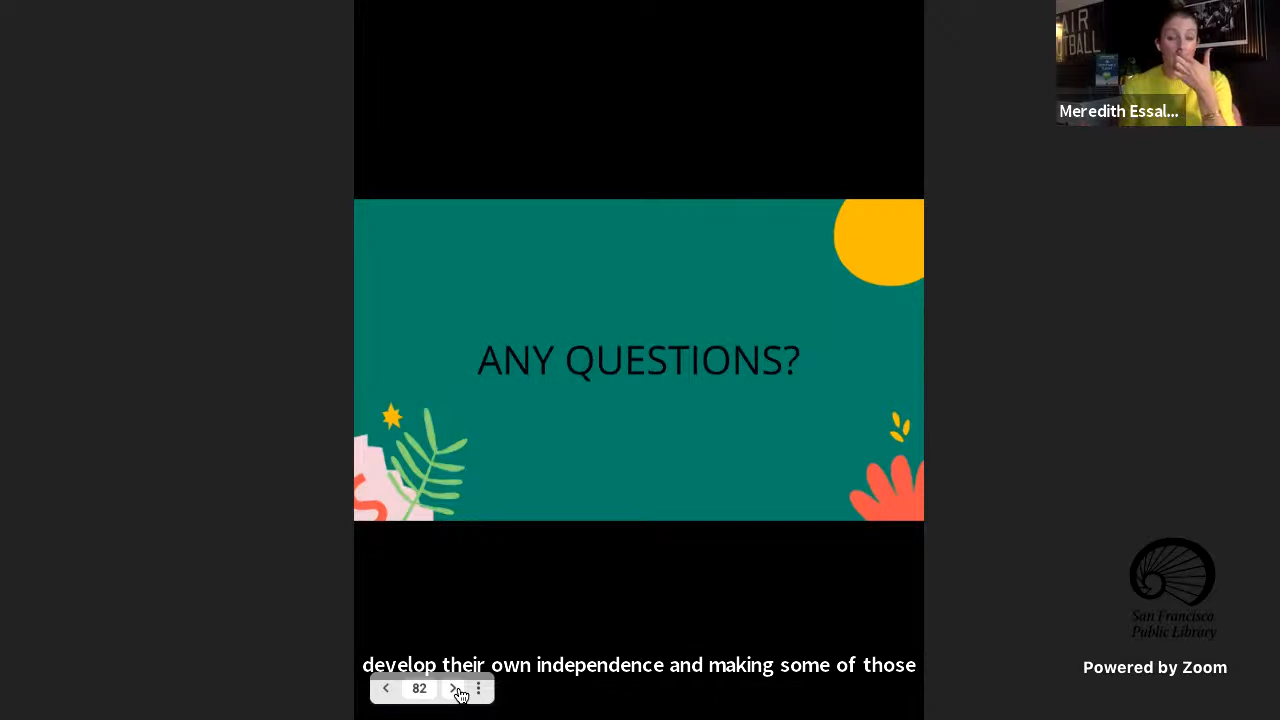 AIR
TBALL
Meredith Essal...
ANY QUESTIONS?
S
San Francisco
Public Library
develop their own independence and making some of those
82
Powered by Zoom